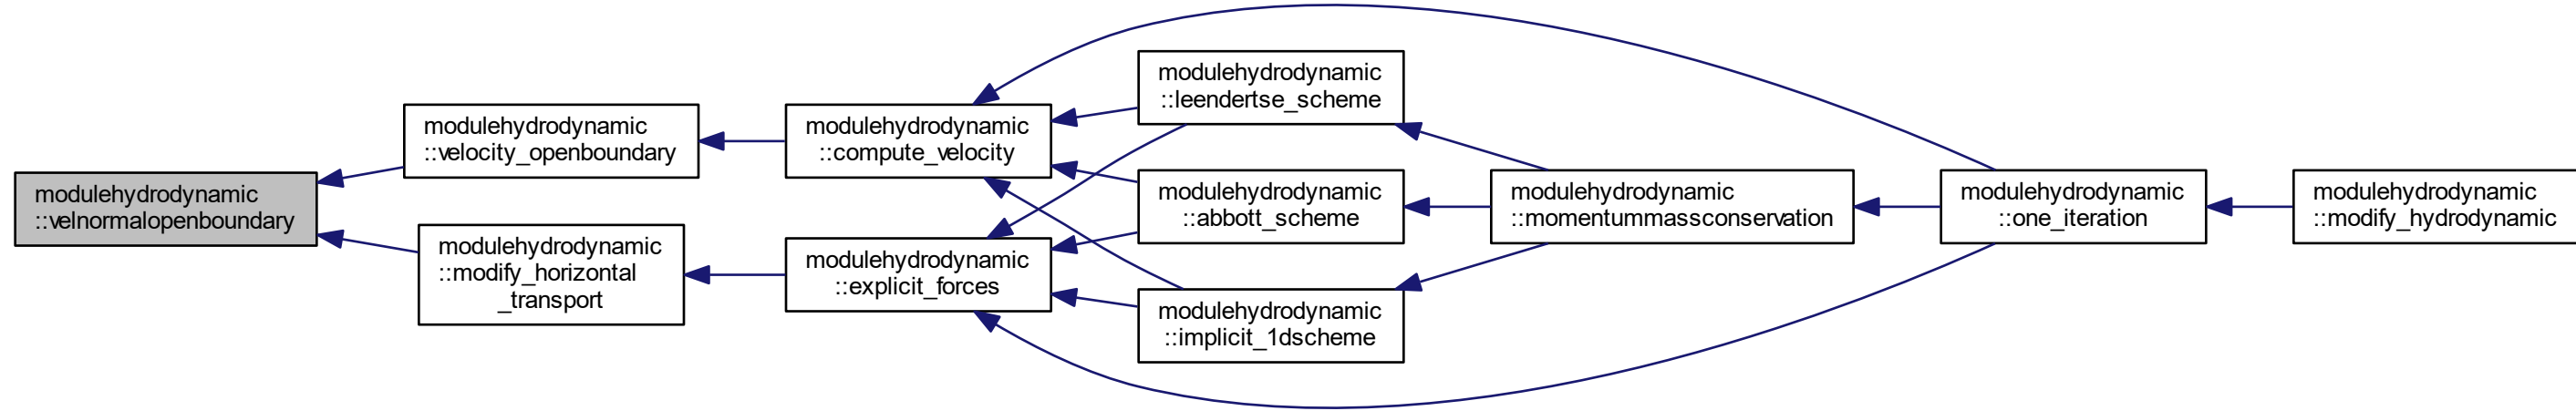 modulehydrodynamic
::velnormalopenboundary
modulehydrodynamic
::velocity_openboundary
modulehydrodynamic
::modify_horizontal
_transport
modulehydrodynamic
::compute_velocity
modulehydrodynamic
::explicit_forces
modulehydrodynamic
::leendertse_scheme
modulehydrodynamic
::abbott_scheme
modulehydrodynamic
::implicit_1dscheme
modulehydrodynamic
::momentummassconservation
modulehydrodynamic
::one_iteration
modulehydrodynamic
::modify_hydrodynamic